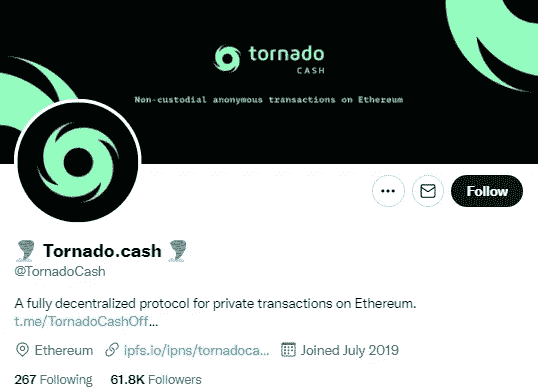 tornado
CASH
Non-custodial anonymous transactions on Ethereum
Follow
Tornado.cash
@TornadoCash
A fully decentralized protocol for private transactions on Ethereum.
t.me/TornadoCashOff...
Ethereum ipfs.io/ipns/tornadoca... Joined July 2019
267 Following 61.8K Followers